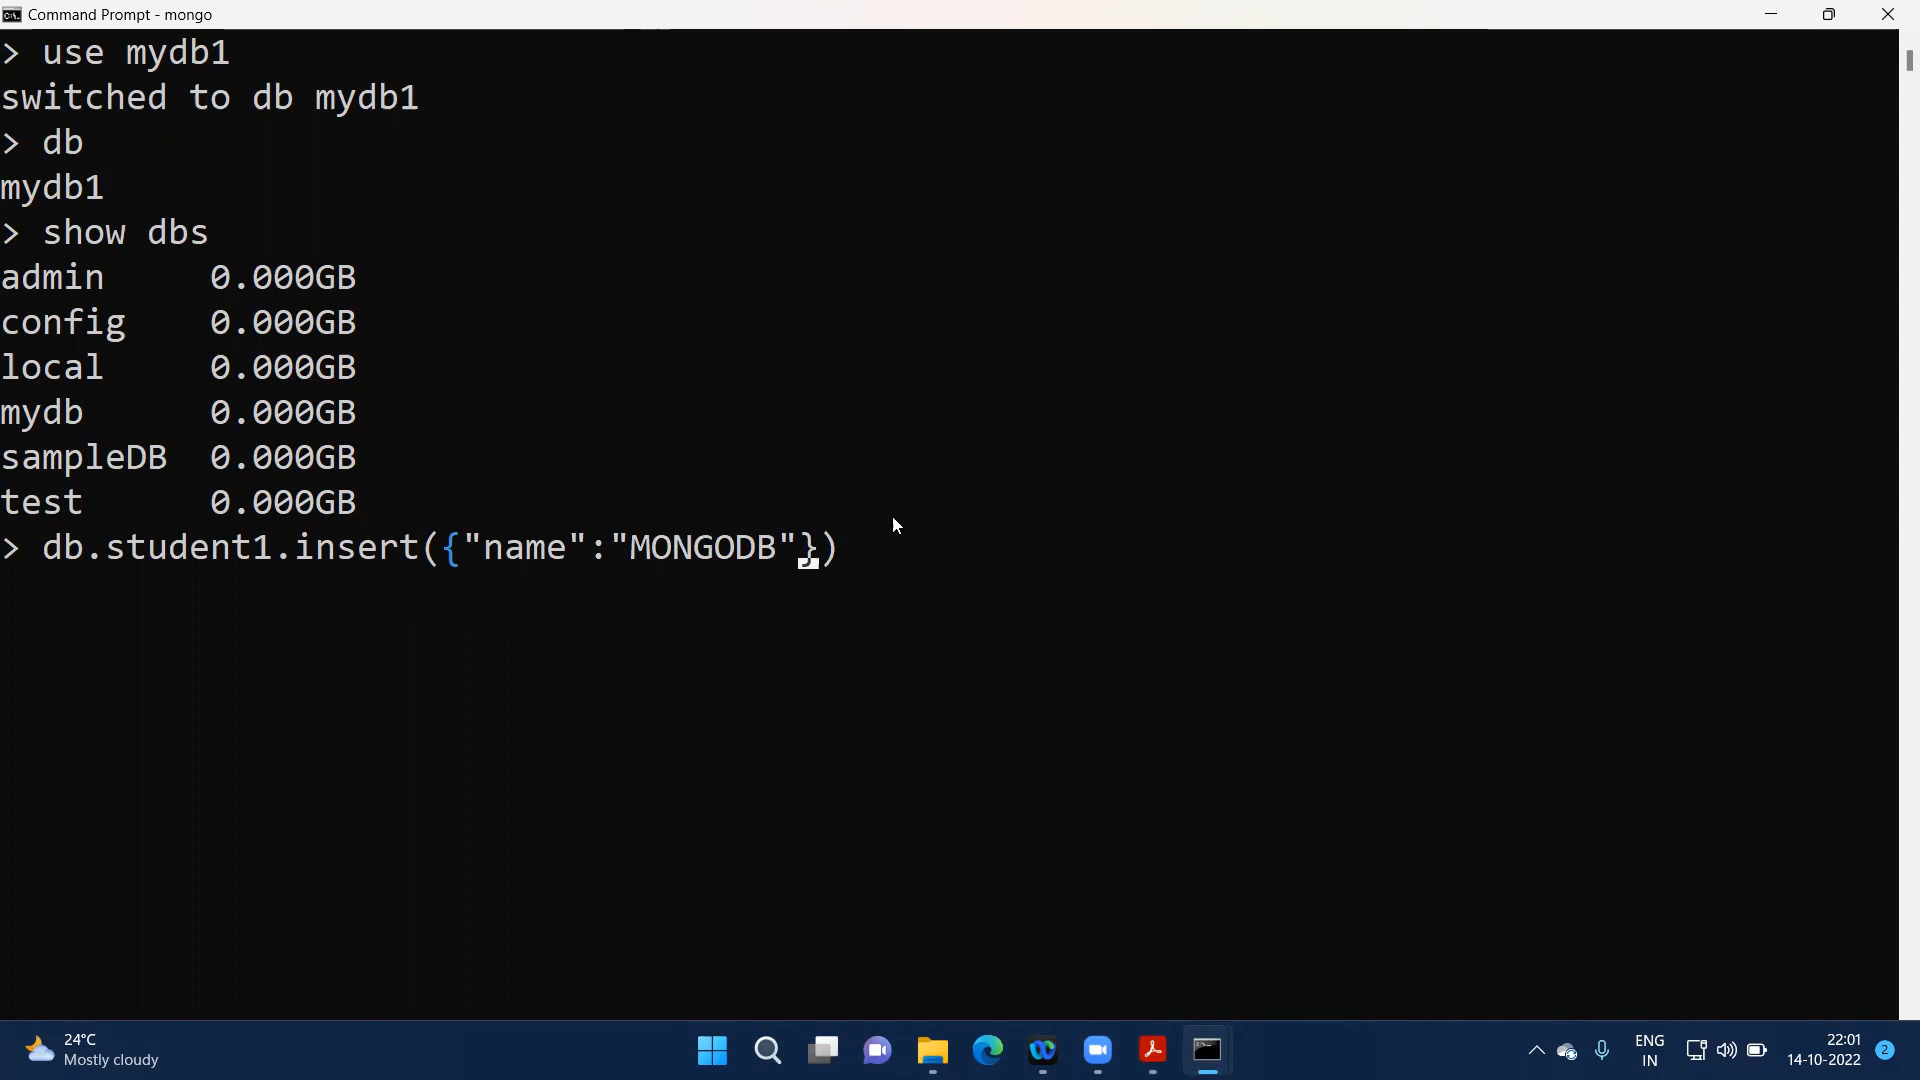 Command Prompt - mongo
> use mydb1
switched to db mydb1
> db
mydb1
> show dbs
admin     0.000GB
config    0.000GB
local     0.000GB
mydb      0.000GB
sampleDB  0.000GB
test      0.000GB
> db.student1.insert({"name":"MONGODB"})
24°C
Mostly cloudy
ENG
IN
22:01
14-10-2022
2